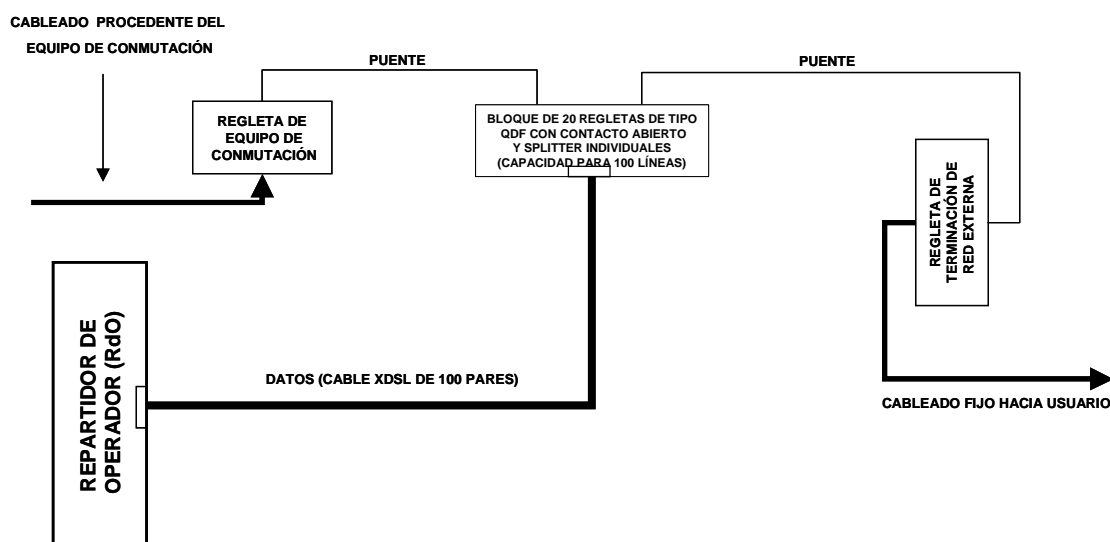 CABLEADO PROCEDENTE DEL
EQUIPO DE CONMUTACIÓN
PUENTE
PUENTE
REGLETA DE
EQUIPO DE
CONMUTACIÓN
BLOQUE DE 20 REGLETAS DE TIPO
QDF CON CONTACTO ABIERTO
Y SPLITTER INDIVIDUALES
(CAPACIDAD PARA 100 LÍNEAS)
REGLETA DE
TERMINACIÓN DE
RED EXTERNA
REPARTIDOR DE
OPERADOR (RdO)
DATOS (CABLE XDSL DE 100 PARES)
CABLEADO FIJO HACIA USUARIO